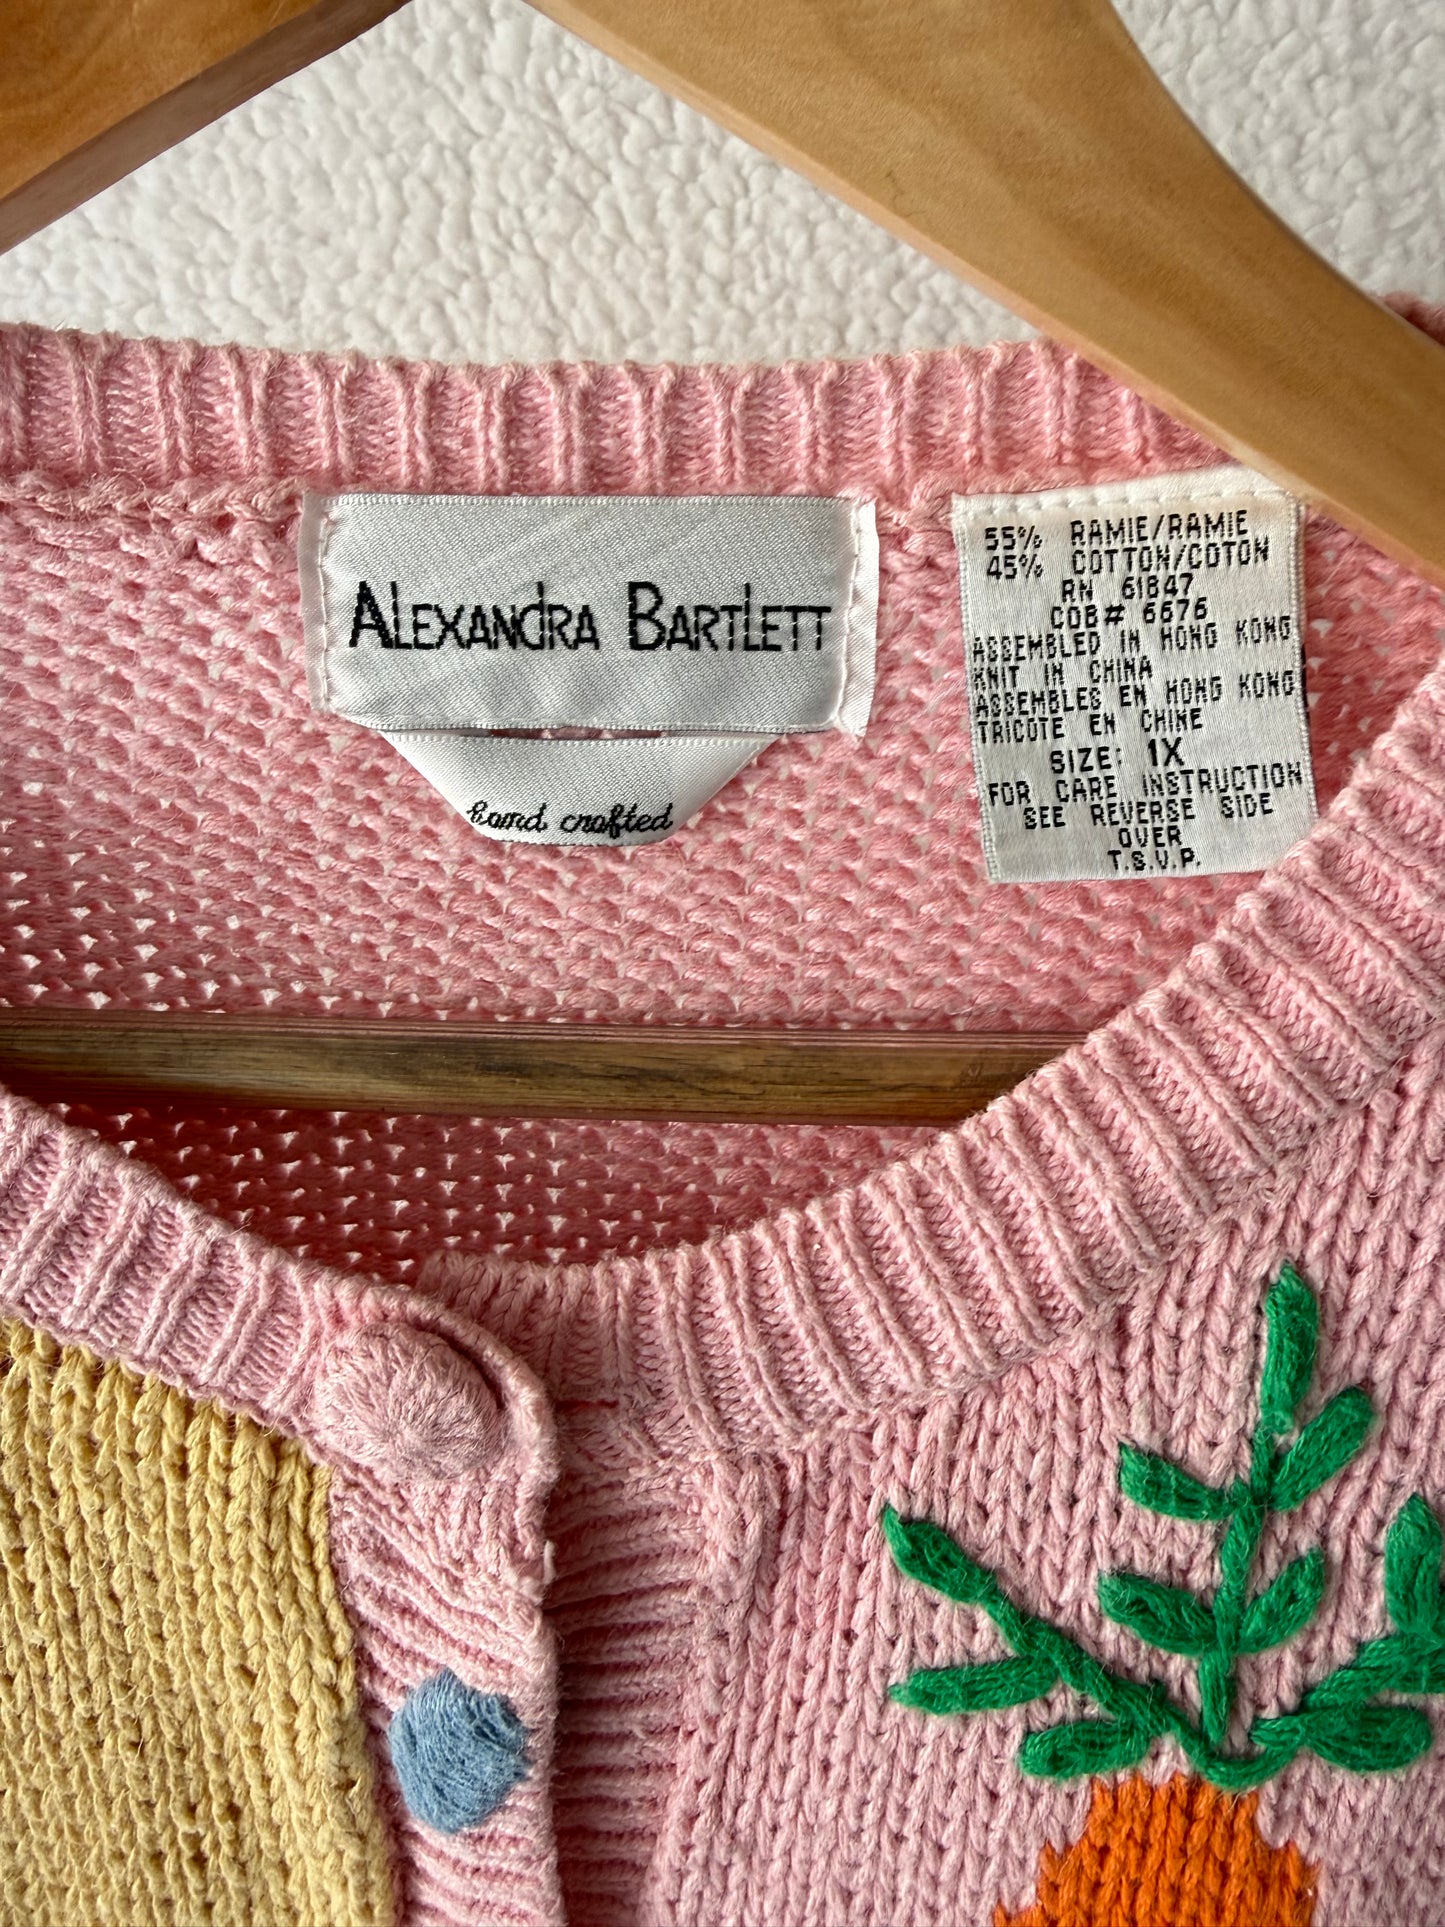 ALEXANDRA BARTLETT
hand crafted
55% RAMIE/RAMIE
45% COTTON/COTON
RN 61847
COB# 6676
ASSEMBLED IN HONG KONG
KNIT IN CHINA
ASSEMBLES EN HONG KONG
TRICOTE EN CHINE
SIZE: 1X
FOR CARE INSTRUCTION
SEE REVERSE SIDE
OVER
T.S.V.P.